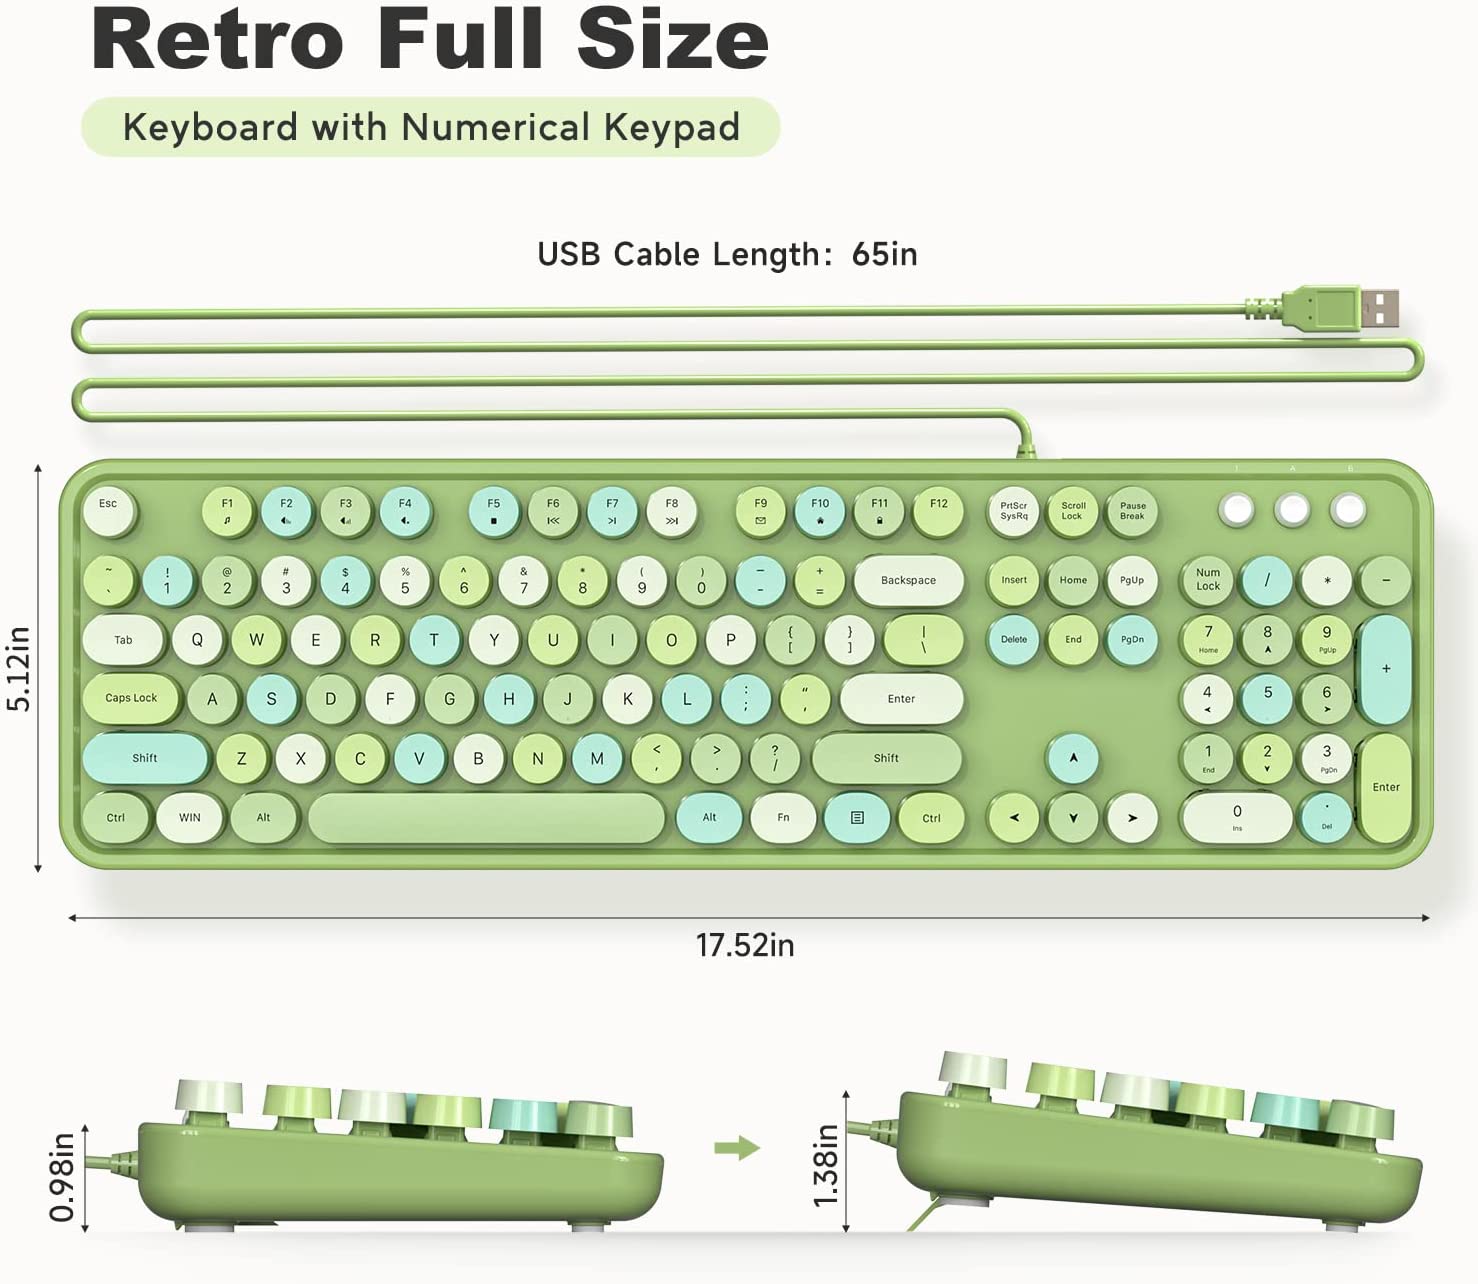 Retro Full Size
Keyboard with Numerical Keypad
USB Cable Length: 65in
1 A 6
Esc F1 F2 F3 F4 F5 F6 F7 F8 F9 F10 F11 F12 PrtScr SysRq Scroll Lock Pause Break
~ ` ! 1 @ 2 # 3 $ 4 % 5 ^ 6 & 7 * 8 ( 9 ) 0 – - + = Backspace Insert Home PgUp Num Lock / * −
Tab Q W E R T Y U I O P { [ } ] | \ Delete End PgDn 7 Home 8 9 PgUp +
Caps Lock A S D F G H J K L : ; “ , Enter 4 5 6
Shift Z X C V B N M < , > . ? / Shift 1 End 2 3 PgDn Enter
Ctrl WIN Alt Alt Fn Ctrl 0 Ins . Del
5.12in
17.52in
0.98in
1.38in